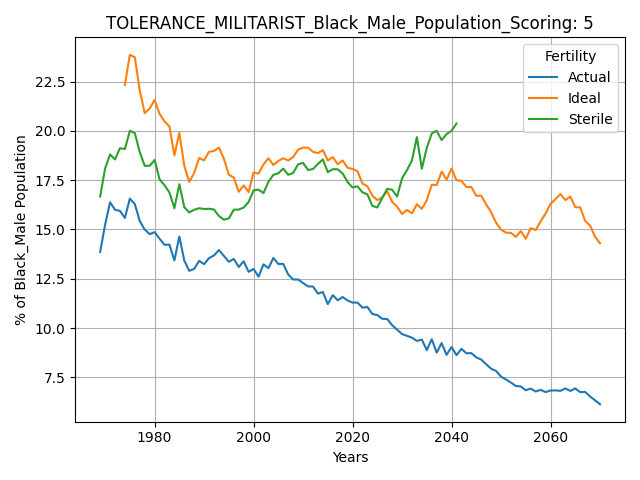 TOLERANCE_MILITARIST_Black_Male_Population_Scoring: 5
Fertility
Actual
Ideal
Sterile
% of Black_Male Population
22.5
20.0
17.5
15.0
12.5
10.0
7.5
1980
2000
2020
2040
2060
Years